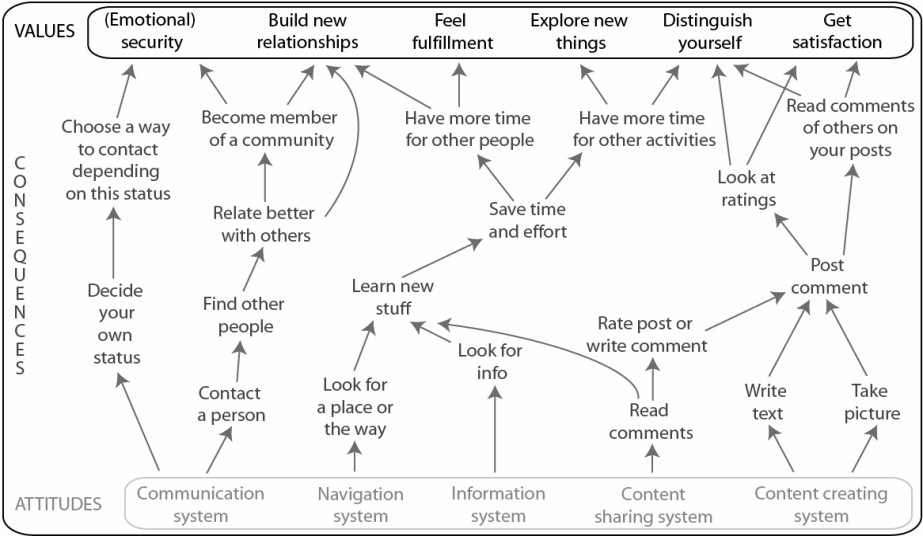 VALUES
(Emotional)
security
Build new
relationships
Feel
fulfillment
Explore new
things
Distinguish
yourself
Get
satisfaction
CONSEQUENCES
Choose a way
to contact
depending
on this status
Become member
of a community
Have more time
for other people
Have more time
for other activities
Read comments
of others on
your posts
Look at
ratings
Relate better
with others
Save time
and effort
Post
comment
Decide
your
own
status
Find other
people
Learn new
stuff
Rate post or
write comment
Look for
info
Contact
a person
Look for
a place or
the way
Read
comments
Write
text
Take
picture
ATTITUDES
Communication
system
Navigation
system
Information
system
Content
sharing system
Content creating
system